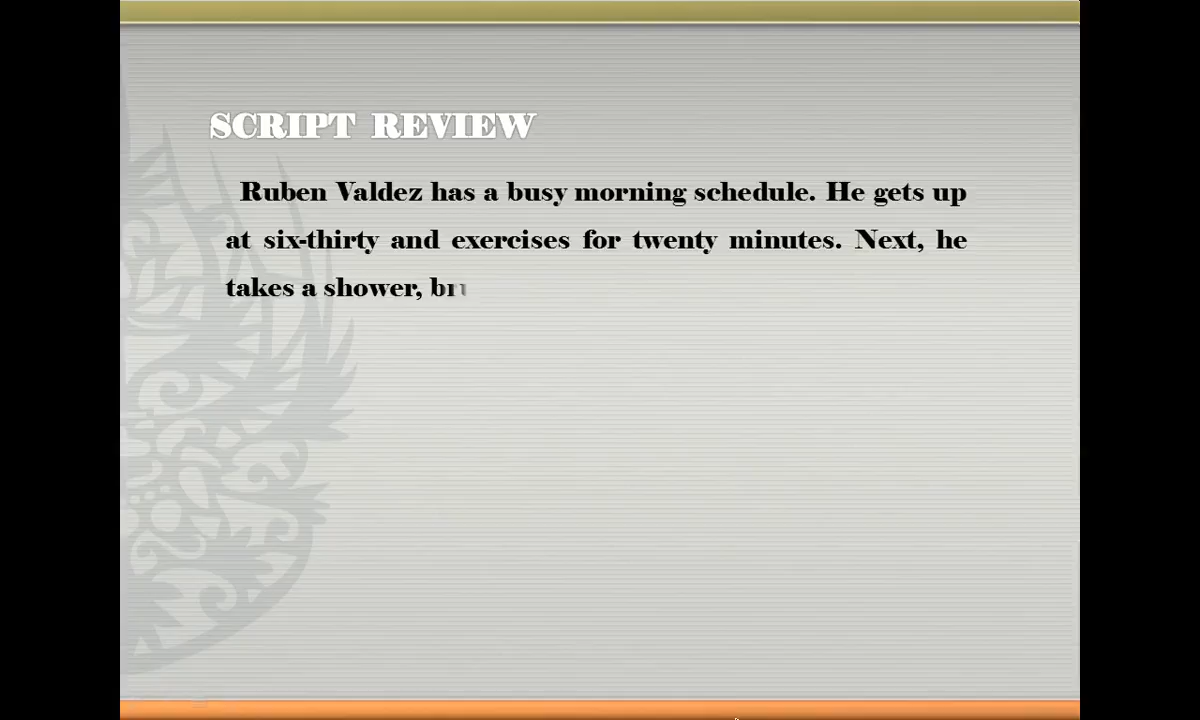 SCRIPT REVIEW
Ruben Valdez has a busy morning schedule. He gets up
at six-thirty and exercises for twenty minutes. Next, he
takes a shower, bru